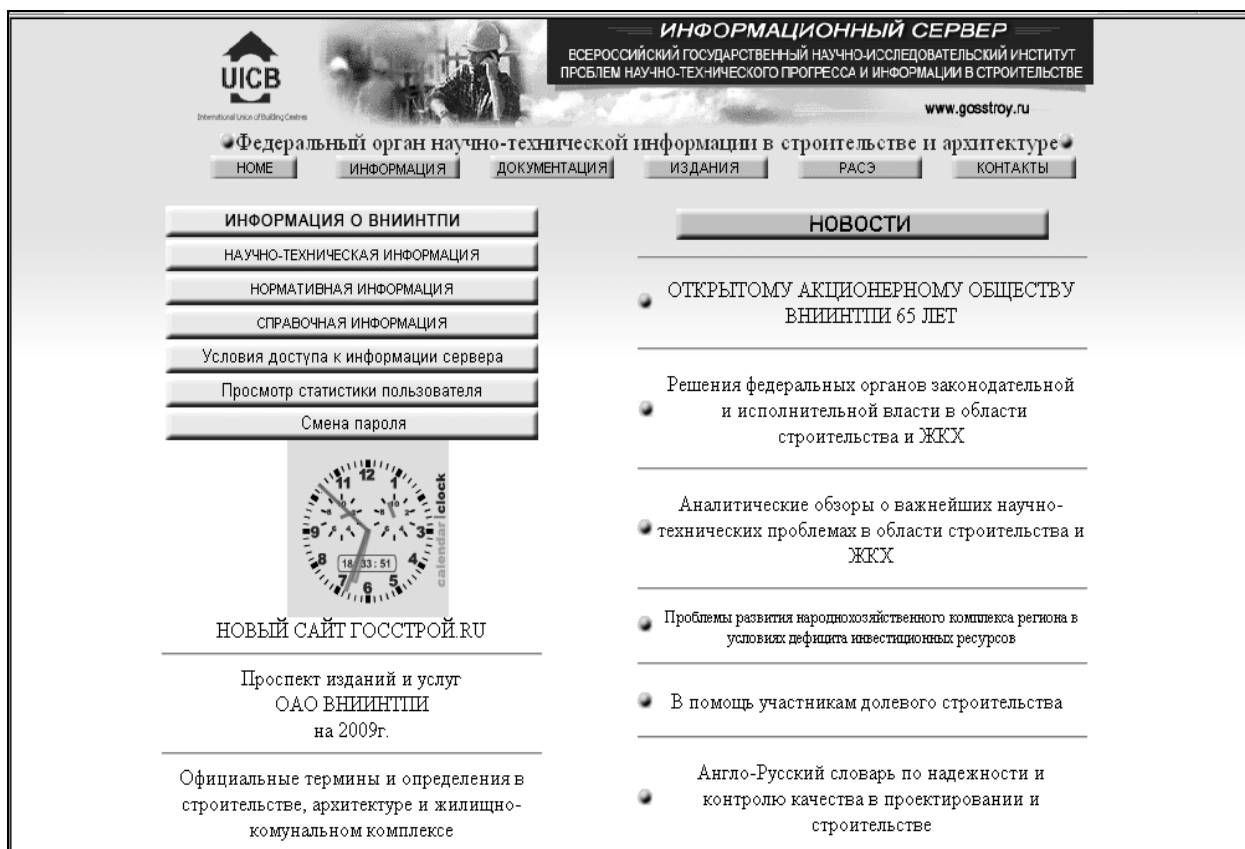 ИНФОРМАЦИОННЫЙ СЕРВЕР
ВСЕРОССИЙСКИЙ ГОСУДАРСТВЕННЫЙ НАУЧНО-ИССЛЕДОВАТЕЛЬСКИЙ ИНСТИТУТ
ПРОБЛЕМ НАУЧНО-ТЕХНИЧЕСКОГО ПРОГРЕССА И ИНФОРМАЦИИ В СТРОИТЕЛЬСТВЕ
UICB
International Union of Building Centres
www.gosstroy.ru
Федеральный орган научно-технической информации в строительстве и архитектуре
HOME ИНФОРМАЦИЯ ДОКУМЕНТАЦИЯ ИЗДАНИЯ РАСЭ КОНТАКТЫ
ИНФОРМАЦИЯ О ВНИИНТПИ
НАУЧНО-ТЕХНИЧЕСКАЯ ИНФОРМАЦИЯ
НОРМАТИВНАЯ ИНФОРМАЦИЯ
СПРАВОЧНАЯ ИНФОРМАЦИЯ
Условия доступа к информации сервера
Просмотр статистики пользователя
Смена пароля
11 12 1
9 3
8 4
7 6 5
18:33:51
calendar|clock
НОВЫЙ САЙТ ГОССТРОЙ.RU
Проспект изданий и услуг
ОАО ВНИИНТПИ
на 2009г.
Официальные термины и определения в
строительстве, архитектуре и жилищно-
комунальном комплексе
НОВОСТИ
ОТКРЫТОМУ АКЦИОНЕРНОМУ ОБЩЕСТВУ
ВНИИНТПИ 65 ЛЕТ
Решения федеральных органов законодательной
и исполнительной власти в области
строительства и ЖКХ
Аналитические обзоры о важнейших научно-
технических проблемах в области строительства и
ЖКХ
Проблемы развития народнохозяйственного комплекса региона в
условиях дефицита инвестиционных ресурсов
В помощь участникам долевого строительства
Англо-Русский словарь по надежности и
контролю качества в проектировании и
строительстве